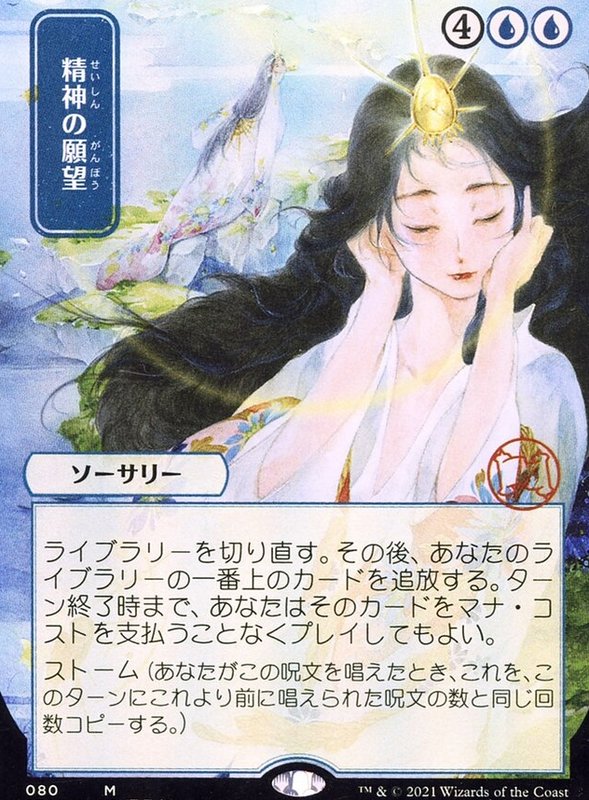 精神の願望
せいしん がんぼう
4
ソーサリー
ライブラリーを切り直す。その後、あなたのラ
イブラリーの一番上のカードを追放する。ター
ン終了時まで、あなたはそのカードをマナ・コ
ストを支払うことなくプレイしてもよい。
ストーム（あなたがこの呪文を唱えたとき、これを、こ
のターンにこれより前に唱えられた呪文の数と同じ回
数コピーする。）
080 M
™ & © 2021 Wizards of the Coast